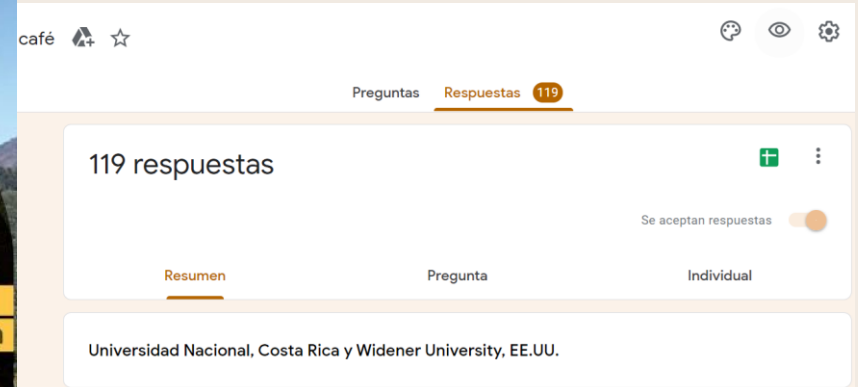 café
Preguntas Respuestas 119
119 respuestas
Se aceptan respuestas
Resumen Pregunta Individual
Universidad Nacional, Costa Rica y Widener University, EE.UU.